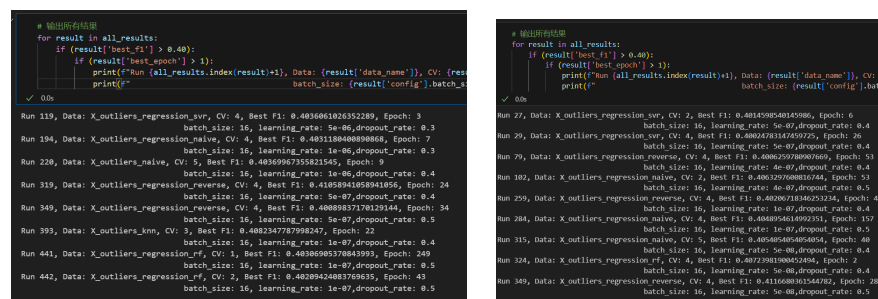 # 输出所有结果
for result in all_results:
if (result['best_f1'] > 0.40):
if (result['best_epoch'] > 1):
print(f"Run {all_results.index(result)+1}, Data: {result['data_name']}, CV: {resu
print(f" batch_size: {result['config'].batch_s
✓ 0.0s
Run 119, Data: X_outliers_regression_svr, CV: 4, Best F1: 0.4036061026352289, Epoch: 3
batch_size: 16, learning_rate: 5e-06,dropout_rate: 0.3
Run 194, Data: X_outliers_regression_naive, CV: 4, Best F1: 0.4031180400890868, Epoch: 7
batch_size: 16, learning_rate: 1e-06,dropout_rate: 0.3
Run 220, Data: X_outliers_naive, CV: 5, Best F1: 0.40369967355821545, Epoch: 9
batch_size: 16, learning_rate: 1e-06,dropout_rate: 0.4
Run 319, Data: X_outliers_regression_reverse, CV: 4, Best F1: 0.41058941058941056, Epoch: 24
batch_size: 16, learning_rate: 5e-07,dropout_rate: 0.4
Run 349, Data: X_outliers_regression_reverse, CV: 4, Best F1: 0.40089837170129144, Epoch: 34
batch_size: 16, learning_rate: 5e-07,dropout_rate: 0.5
Run 393, Data: X_outliers_knn, CV: 3, Best F1: 0.4082347787998247, Epoch: 22
batch_size: 16, learning_rate: 1e-07,dropout_rate: 0.4
Run 441, Data: X_outliers_regression_rf, CV: 1, Best F1: 0.40306905370843993, Epoch: 249
batch_size: 16, learning_rate: 1e-07,dropout_rate: 0.5
Run 442, Data: X_outliers_regression_rf, CV: 2, Best F1: 0.40209424083769635, Epoch: 43
batch_size: 16, learning_rate: 1e-07,dropout_rate: 0.5
# 输出所有结果
for result in all_results:
if (result['best_f1'] > 0.40):
if (result['best_epoch'] > 1):
print(f"Run {all_results.index(result)+1}, Data: {result['data_name']}, CV:
print(f" batch_size: {result['config'].bat
✓ 0.0s
Run 27, Data: X_outliers_regression_svr, CV: 2, Best F1: 0.4014598540145986, Epoch: 6
batch_size: 16, learning_rate: 5e-07,dropout_rate: 0.4
Run 29, Data: X_outliers_regression_svr, CV: 4, Best F1: 0.4002478314745​9725, Epoch: 26
batch_size: 16, learning_rate: 5e-07,dropout_rate: 0.4
Run 79, Data: X_outliers_regression_reverse, CV: 4, Best F1: 0.4006259780907669, Epoch: 53
batch_size: 16, learning_rate: 4e-07,dropout_rate: 0.4
Run 102, Data: X_outliers_regression_naive, CV: 2, Best F1: 0.4063297600816744, Epoch: 53
batch_size: 16, learning_rate: 4e-07,dropout_rate: 0.5
Run 259, Data: X_outliers_regression_reverse, CV: 4, Best F1: 0.40206718346253234, Epoch: 4
batch_size: 16, learning_rate: 1e-07,dropout_rate: 0.4
Run 284, Data: X_outliers_regression_naive, CV: 4, Best F1: 0.4048954614992351, Epoch: 157
batch_size: 16, learning_rate: 1e-07,dropout_rate: 0.5
Run 315, Data: X_outliers_regression_naive, CV: 5, Best F1: 0.4054054054054054, Epoch: 40
batch_size: 16, learning_rate: 5e-08,dropout_rate: 0.4
Run 324, Data: X_outliers_regression_rf, CV: 4, Best F1: 0.40723981900452494, Epoch: 2
batch_size: 16, learning_rate: 5e-08,dropout_rate: 0.4
Run 349, Data: X_outliers_regression_reverse, CV: 4, Best F1: 0.4116680361544782, Epoch: 28
batch_size: 16, learning_rate: 5e-08,dropout_rate: 0.5